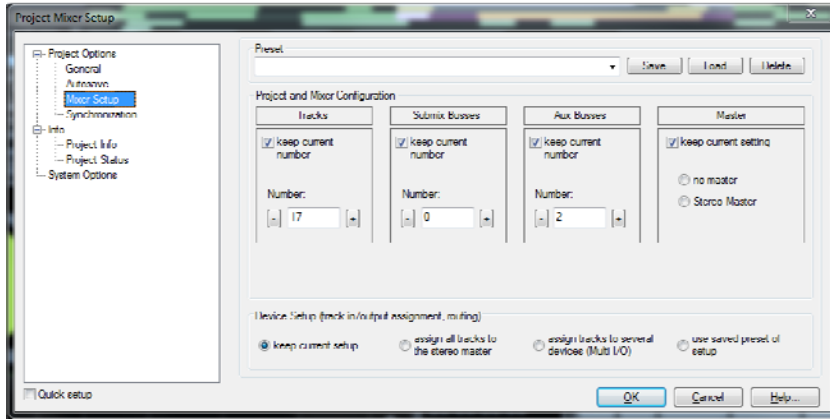 Project Mixer Setup
Project Options
General
Autosave
Mixer Setup
Synchronization
Info
Project Info
Project Status
System Options
Quick setup
Preset
Save
Load
Delete
Project and Mixer Configuration
Tracks
Submix Busses
Aux Busses
Master
keep current
number
keep current
number
keep current
number
keep current setting
no master
Stereo Master
Number:
- 17 +
Number:
- 0 +
Number:
- 2 +
Device Setup (track in/output assignment, routing)
keep current setup
assign all tracks to
the stereo master
assign tracks to several
devices (Multi I/O)
use saved preset of
setup
OK
Cancel
Help...